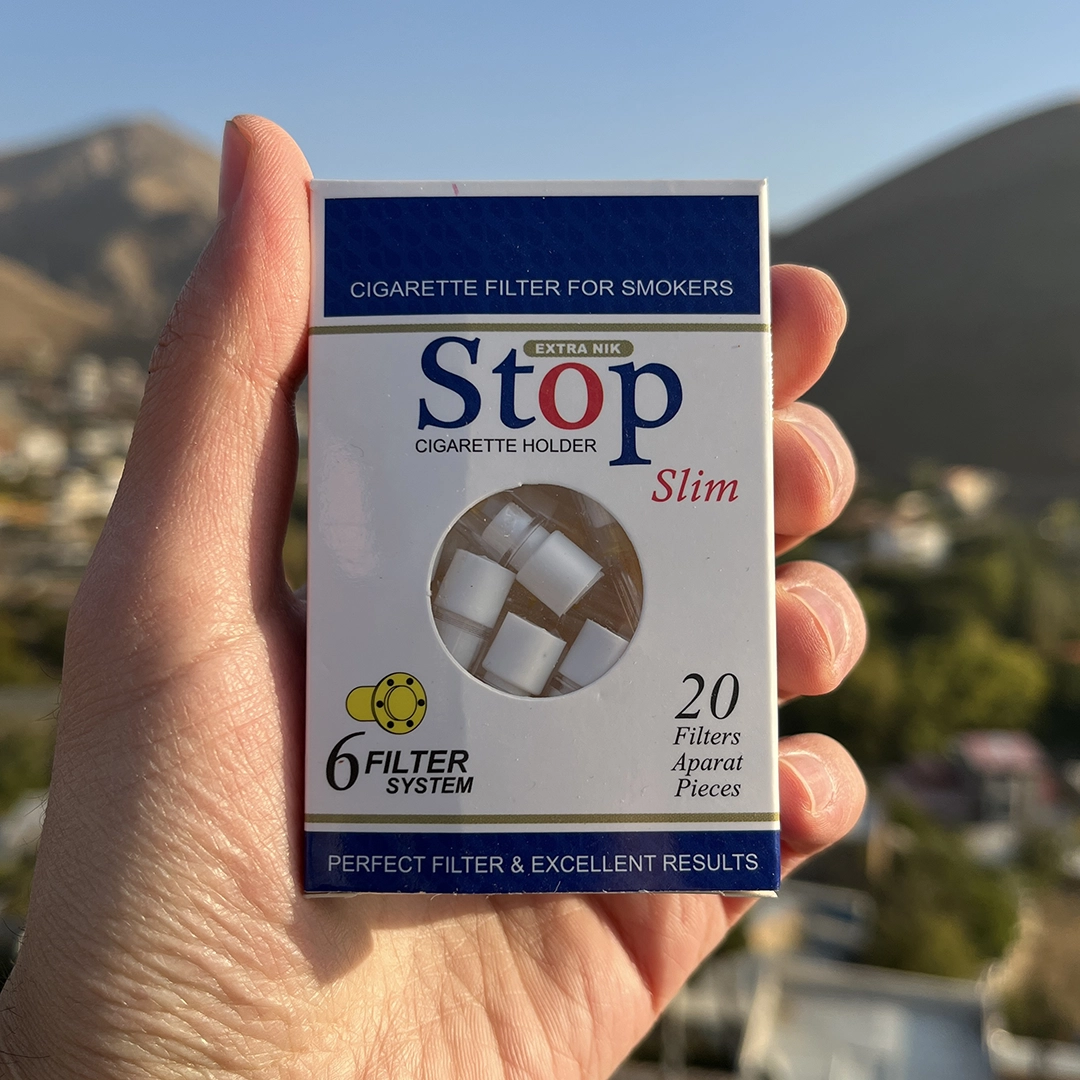 CIGARETTE FILTER FOR SMOKERS
EXTRA NIK
Stop
CIGARETTE HOLDER
Slim
6 FILTER
SYSTEM
20
Filters
Aparat
Pieces
PERFECT FILTER & EXCELLENT RESULTS